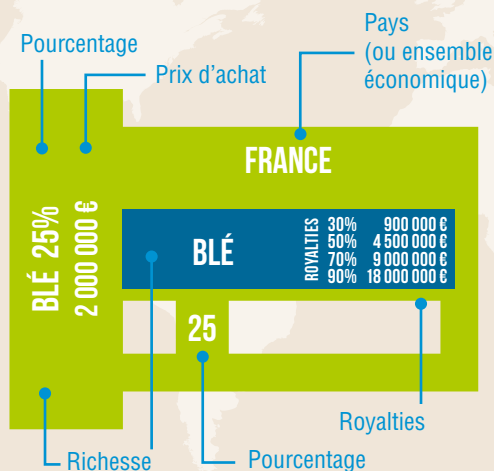 Pourcentage
Prix d'achat
Pays
(ou ensemble
économique)
FRANCE
BLÉ 25%
2 000 000 €
BLÉ
ROYALTIES
30% 900 000 €
50% 4 500 000 €
70% 9 000 000 €
90% 18 000 000 €
25
Royalties
Richesse
Pourcentage